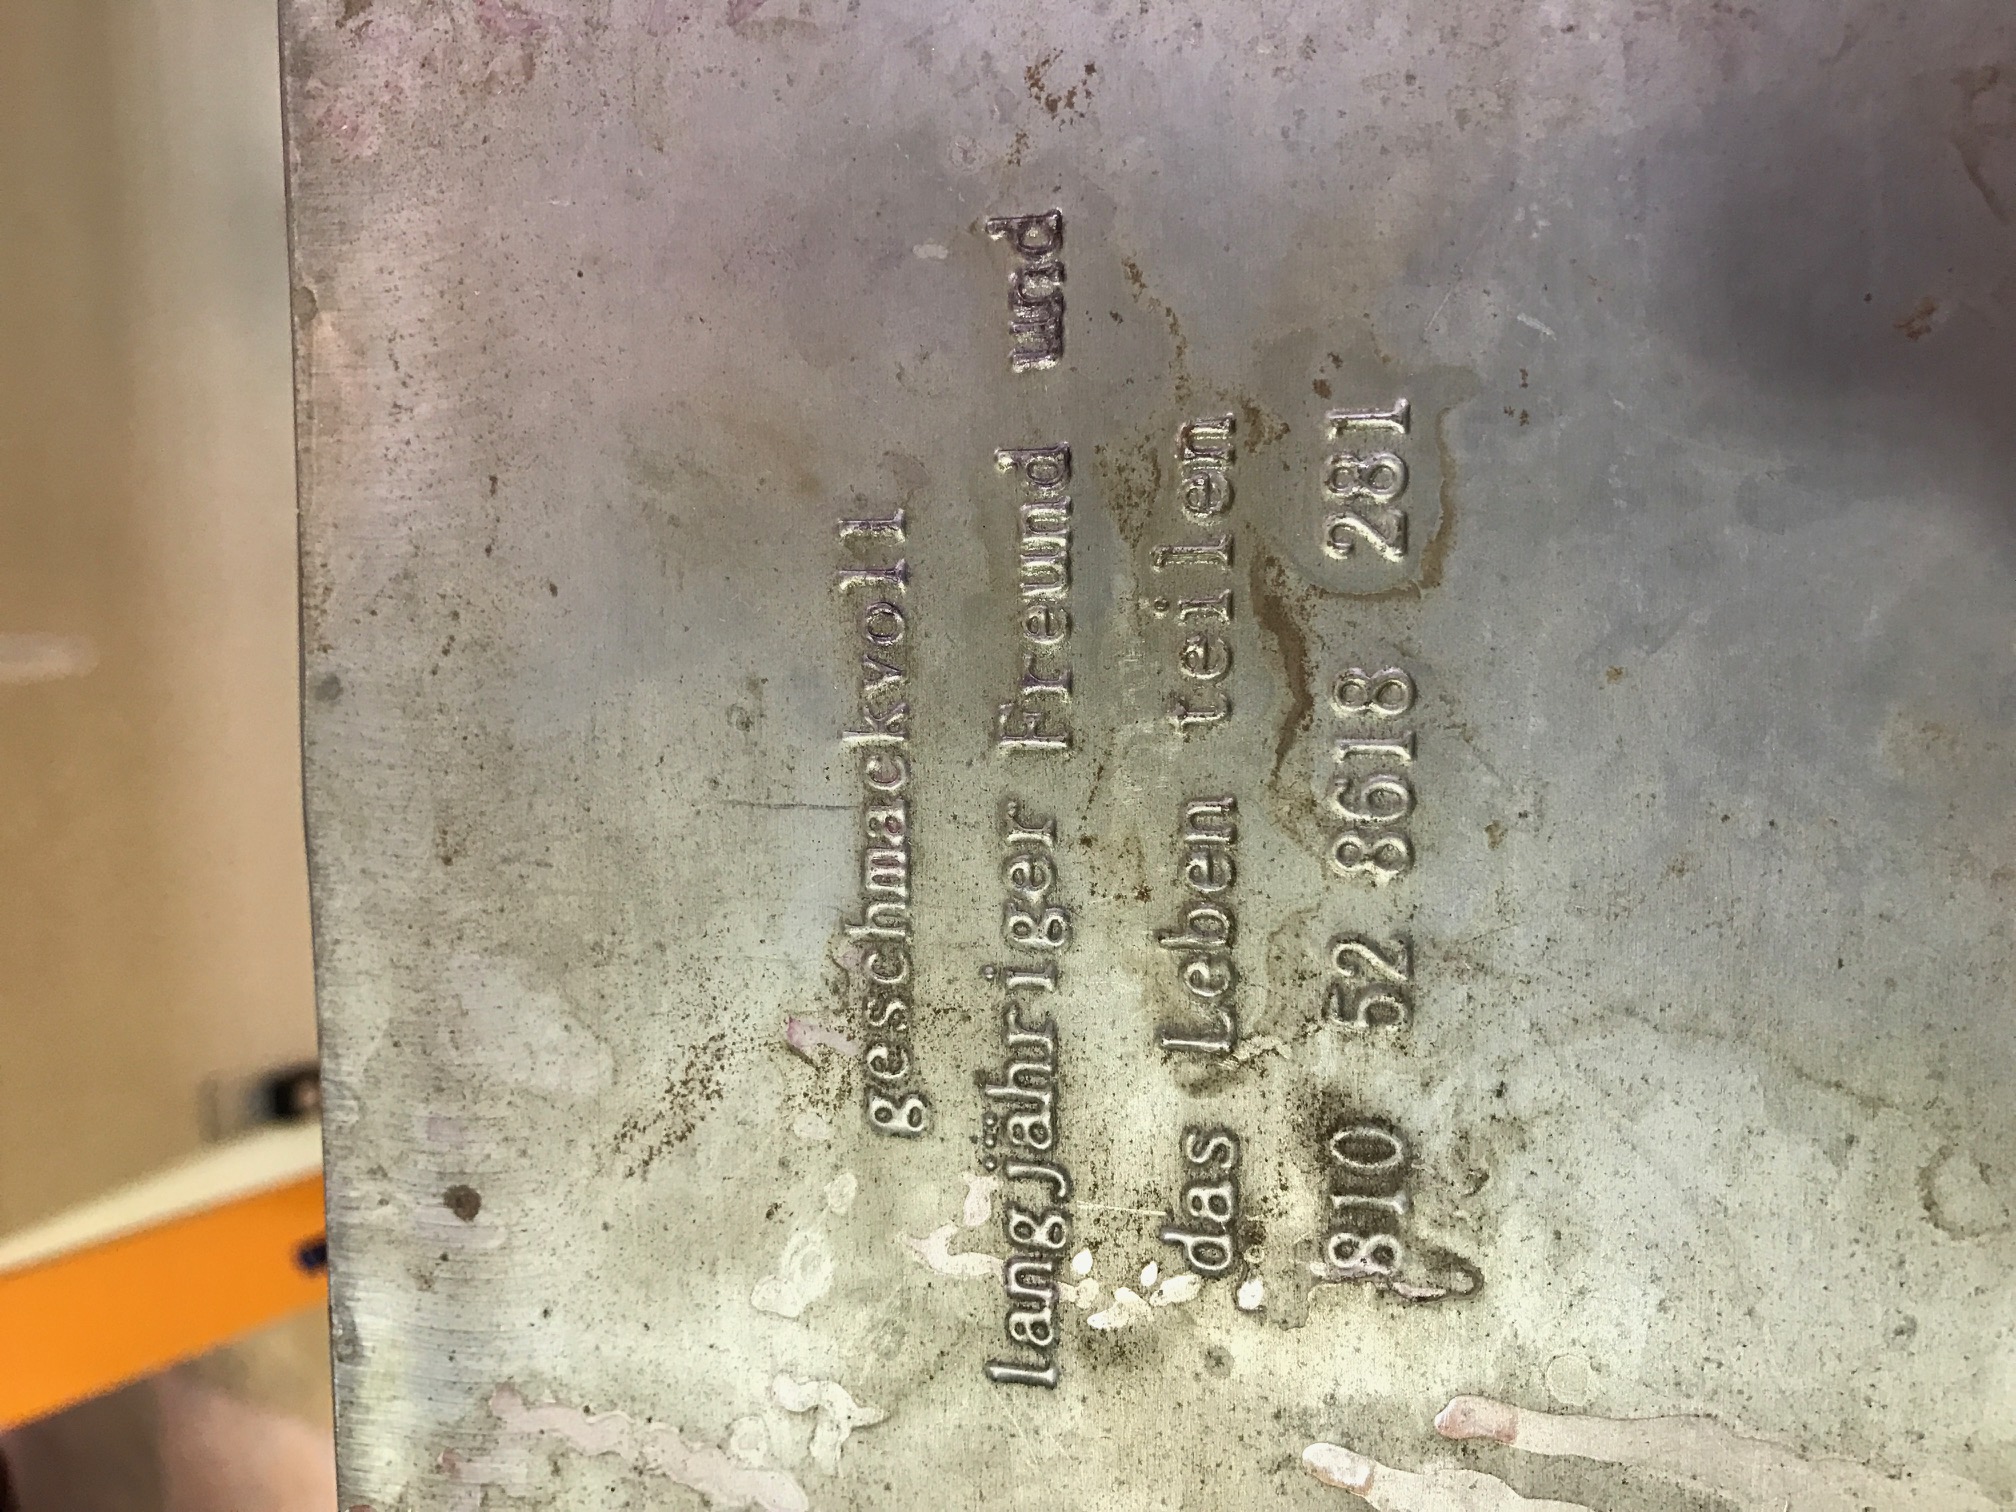 geschmackvoll
langjähriger Freund und
das Leben teilen
810 52 8618 281